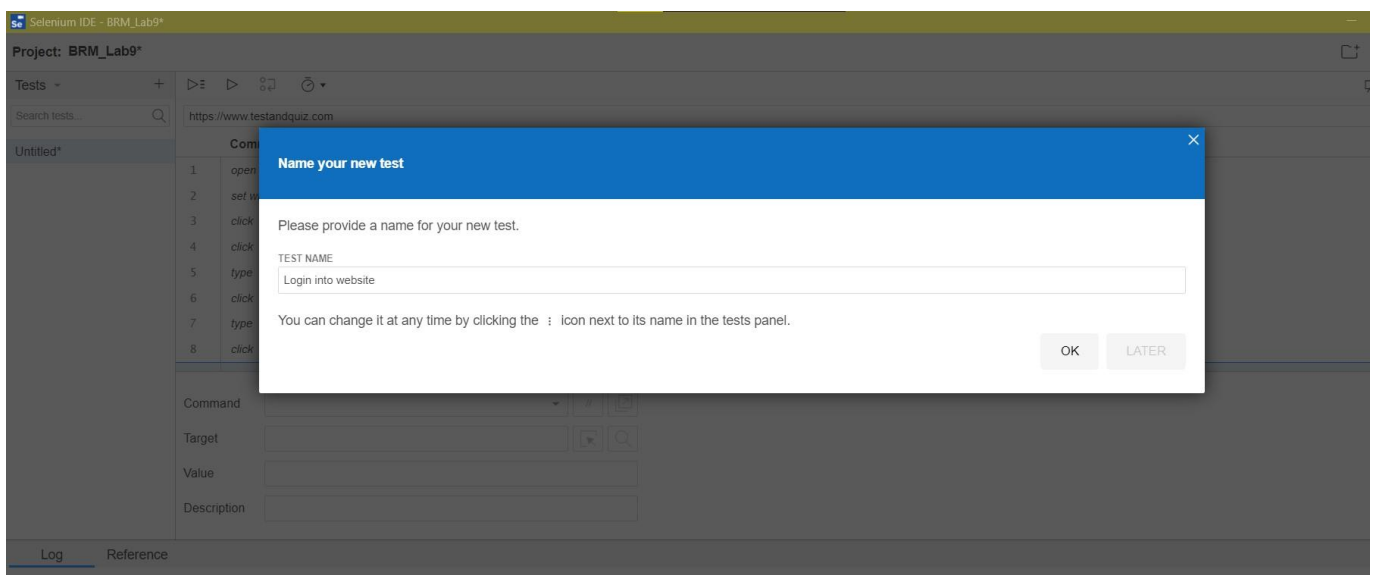 Selenium IDE - BRM_Lab9*
Project: BRM_Lab9*
Tests
Search tests...
https://www.testandquiz.com
Untitled*
Com
1 open
2 set w
3 click
4 click
5 type
6 click
7 type
8 click
Name your new test
Please provide a name for your new test.
TEST NAME
Login into website
You can change it at any time by clicking the ⋮ icon next to its name in the tests panel.
OK LATER
Command
//
Target
Value
Description
Log Reference